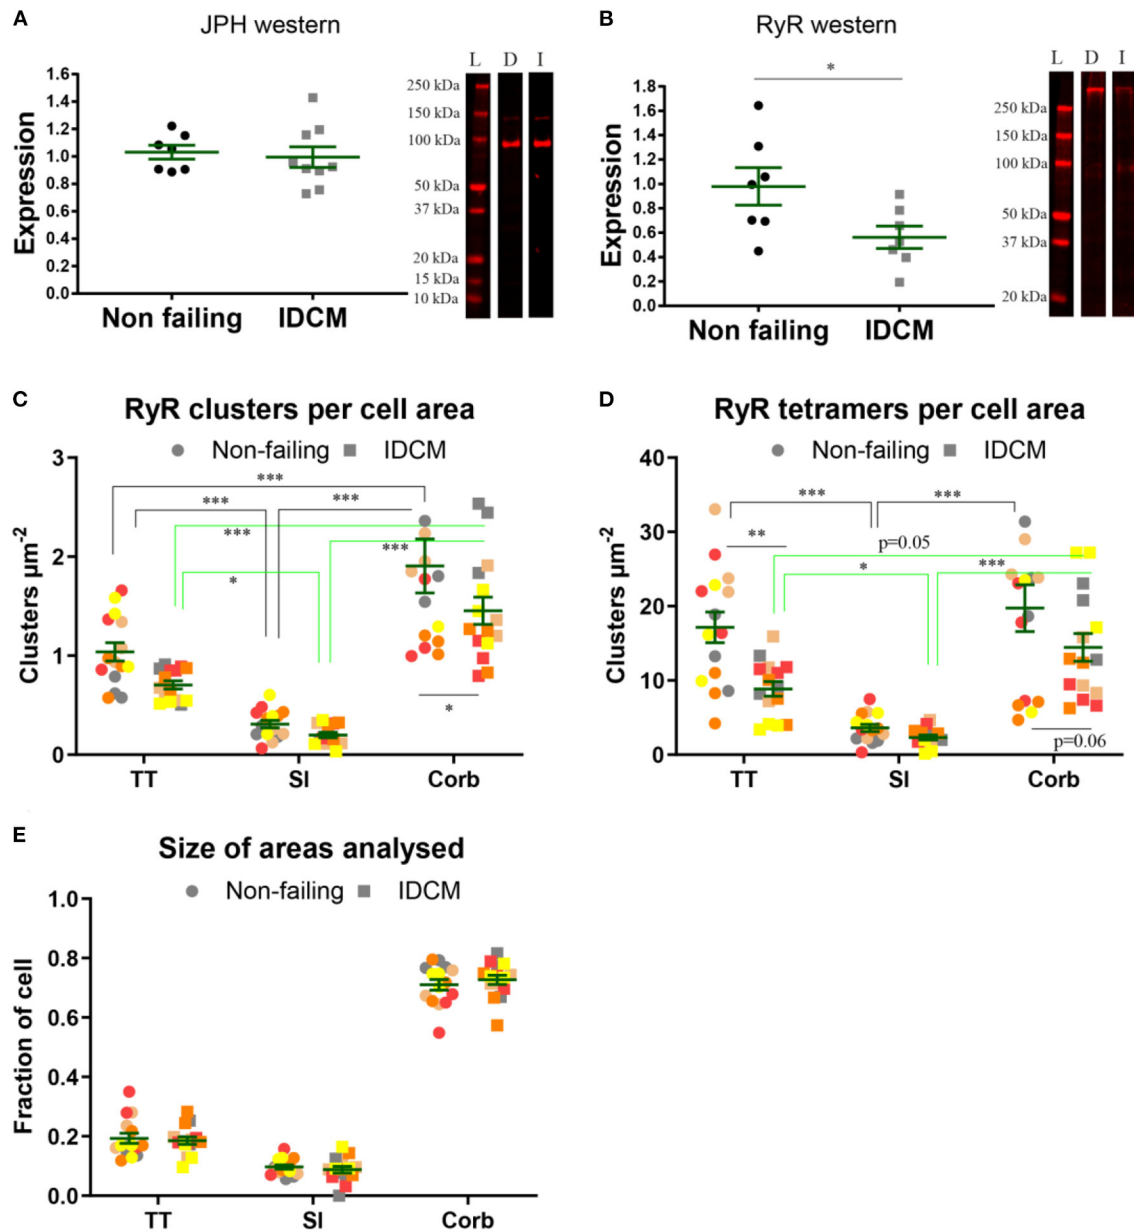 A
JPH western
Expression
1.6
1.4
1.2
1.0
0.8
0.6
0.4
0.2
0.0
Non failing
IDCM
L D I
250 kDa
150 kDa
100 kDa
50 kDa
37 kDa
20 kDa
15 kDa
10 kDa
B
RyR western
Expression
1.8
1.6
1.4
1.2
1.0
0.8
0.6
0.4
0.2
0.0
*
Non failing
IDCM
L D I
250 kDa
150 kDa
100 kDa
50 kDa
37 kDa
20 kDa
C
RyR clusters per cell area
Non-failing IDCM
Clusters µm-2
3
2
1
0
***
***
***
***
***
*
*
TT
SI
Corb
D
RyR tetramers per cell area
Non-failing IDCM
Clusters µm-2
40
30
20
10
0
***
***
**
p=0.05
*
***
p=0.06
TT
SI
Corb
E
Size of areas analysed
Non-failing IDCM
Fraction of cell
1.0
0.8
0.6
0.4
0.2
0.0
TT
SI
Corb